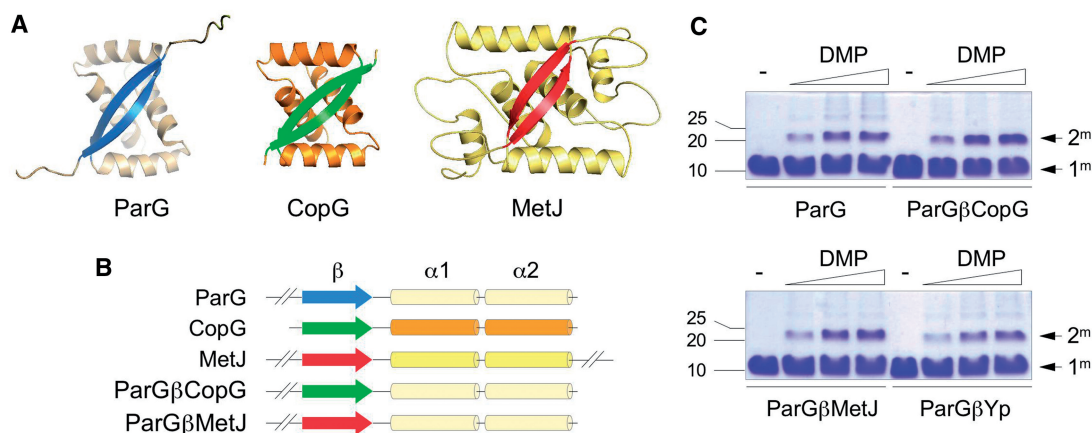 A
ParG
CopG
MetJ
B
β α1 α2
ParG
CopG
MetJ
ParGβCopG
ParGβMetJ
C
- DMP - DMP
25
20
10
2m
1m
ParG ParGβCopG
- DMP - DMP
25
20
10
2m
1m
ParGβMetJ ParGβYp